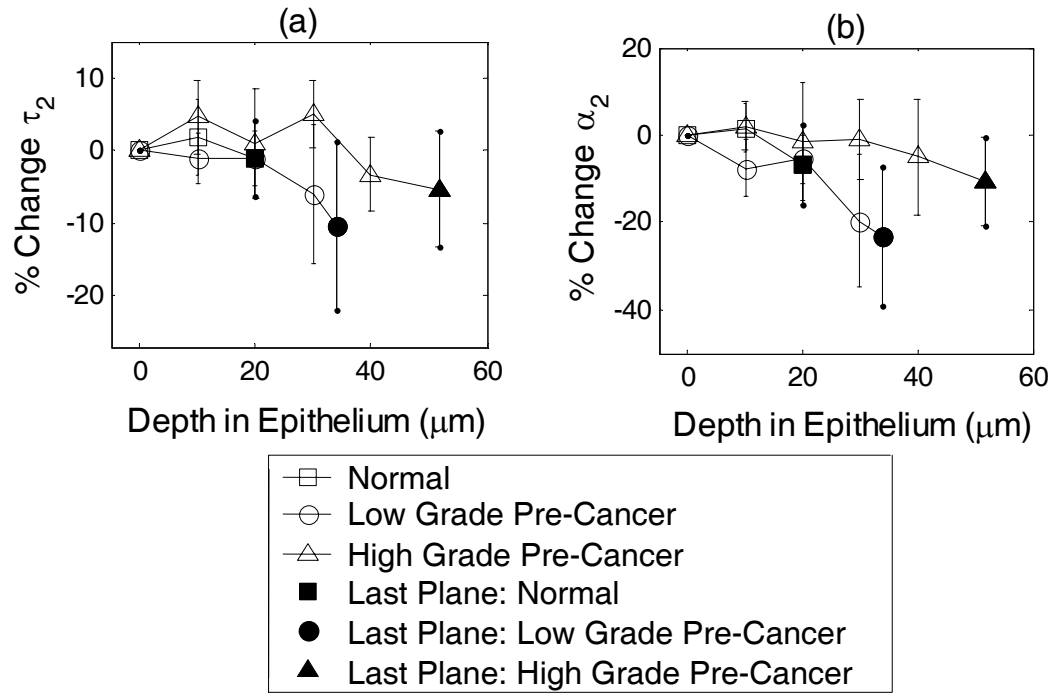 (a)
% Change τ2
10
0
-10
-20
0 20 40 60
Depth in Epithelium (μm)
(b)
% Change α2
20
0
-20
-40
0 20 40 60
Depth in Epithelium (μm)
Normal
Low Grade Pre-Cancer
High Grade Pre-Cancer
Last Plane: Normal
Last Plane: Low Grade Pre-Cancer
Last Plane: High Grade Pre-Cancer